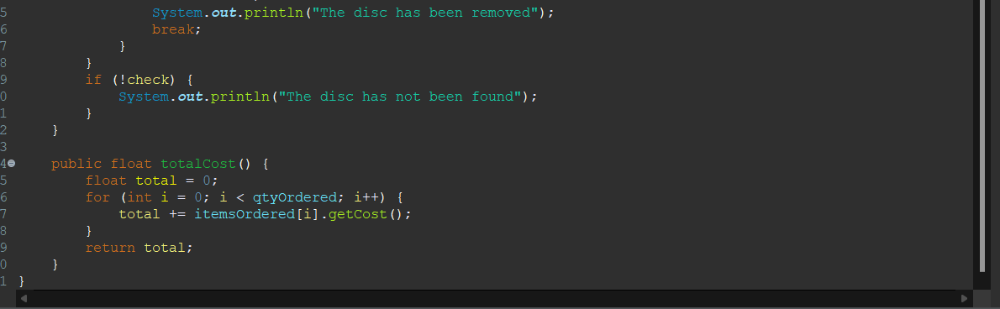 5                 System.out.println("The disc has been removed");
6                 break;
7             }
8         }
9         if (!check) {
0             System.out.println("The disc has not been found");
1         }
2     }
3
4     public float totalCost() {
5         float total = 0;
6         for (int i = 0; i < qtyOrdered; i++) {
7             total += itemsOrdered[i].getCost();
8         }
9         return total;
0     }
1 }